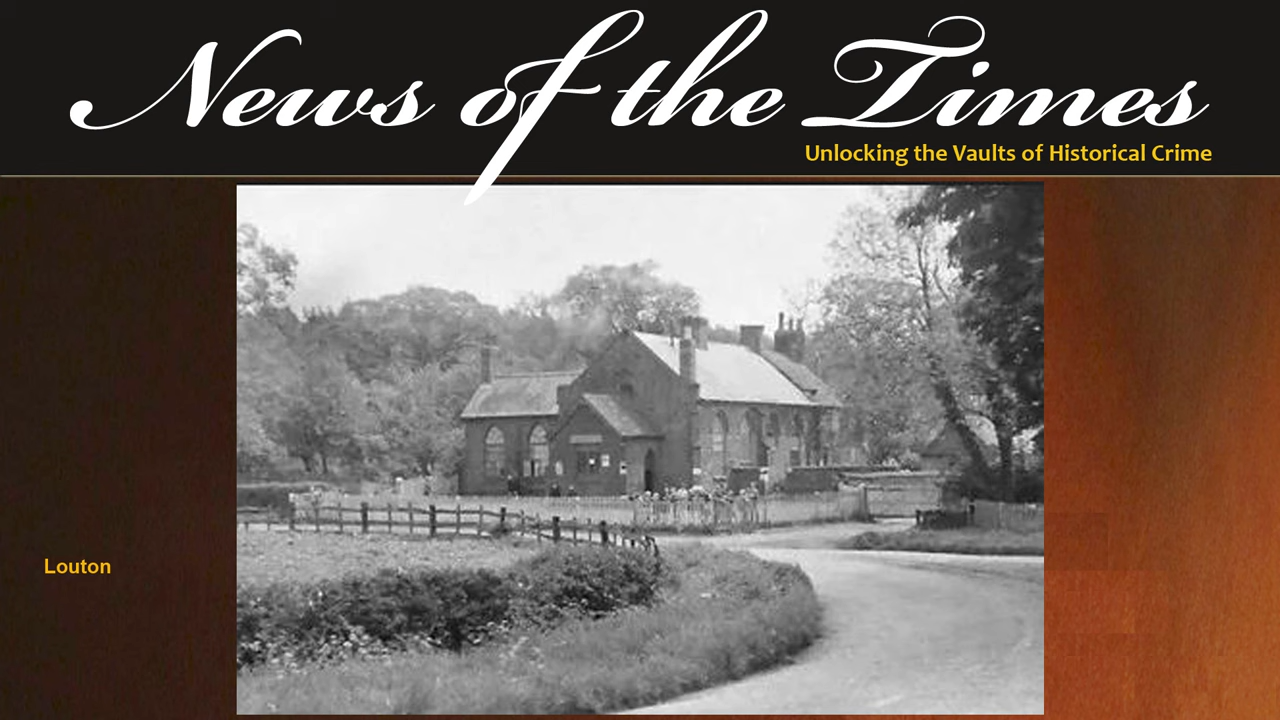 News of the Times
Unlocking the Vaults of Historical Crime
Louton